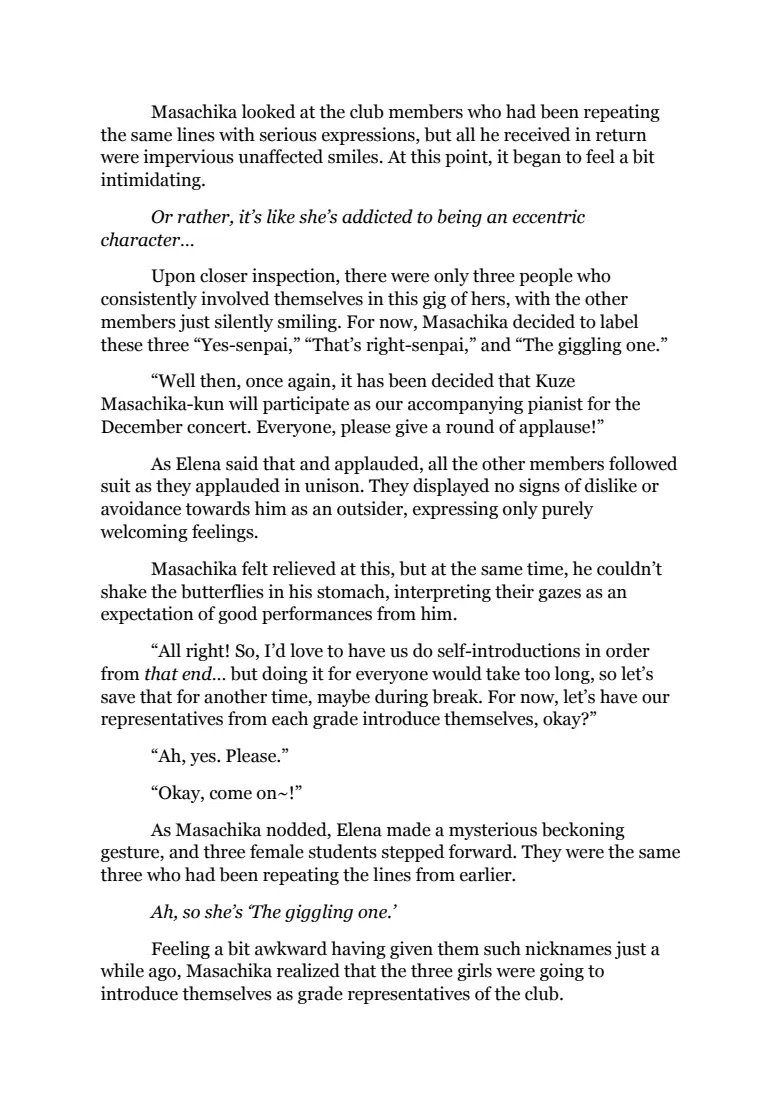 Masachika looked at the club members who had been repeating
the same lines with serious expressions, but all he received in return
were impervious unaffected smiles. At this point, it began to feel a bit
intimidating.
Or rather, it’s like she’s addicted to being an eccentric
character…
Upon closer inspection, there were only three people who
consistently involved themselves in this gig of hers, with the other
members just silently smiling. For now, Masachika decided to label
these three “Yes-senpai,” “That’s right-senpai,” and “The giggling one.”
“Well then, once again, it has been decided that Kuze
Masachika-kun will participate as our accompanying pianist for the
December concert. Everyone, please give a round of applause!”
As Elena said that and applauded, all the other members followed
suit as they applauded in unison. They displayed no signs of dislike or
avoidance towards him as an outsider, expressing only purely
welcoming feelings.
Masachika felt relieved at this, but at the same time, he couldn’t
shake the butterflies in his stomach, interpreting their gazes as an
expectation of good performances from him.
“All right! So, I’d love to have us do self-introductions in order
from that end… but doing it for everyone would take too long, so let’s
save that for another time, maybe during break. For now, let’s have our
representatives from each grade introduce themselves, okay?”
“Ah, yes. Please.”
“Okay, come on~!”
As Masachika nodded, Elena made a mysterious beckoning
gesture, and three female students stepped forward. They were the same
three who had been repeating the lines from earlier.
Ah, so she’s ‘The giggling one.’
Feeling a bit awkward having given them such nicknames just a
while ago, Masachika realized that the three girls were going to
introduce themselves as grade representatives of the club.